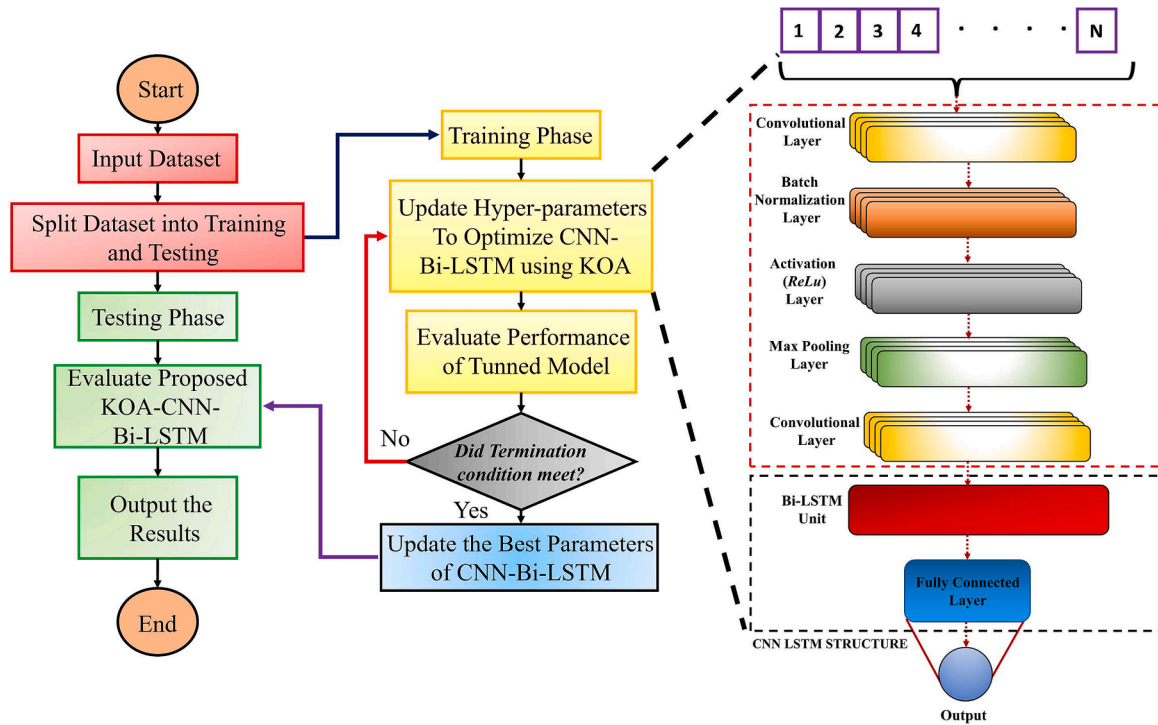 Start
Input Dataset
Split Dataset into Training
and Testing
Testing Phase
Evaluate Proposed
KOA-CNN-
Bi-LSTM
Output the
Results
End
Training Phase
Update Hyper-parameters
To Optimize CNN-
Bi-LSTM using KOA
Evaluate Performance
of Tunned Model
Did Termination
condition meet?
No
Yes
Update the Best Parameters
of CNN-Bi-LSTM
1 2 3 4 . . . . N
Convolutional
Layer
Batch
Normalization
Layer
Activation
(ReLu)
Layer
Max Pooling
Layer
Convolutional
Layer
Bi-LSTM
Unit
Fully Connected
Layer
CNN LSTM STRUCTURE
Output